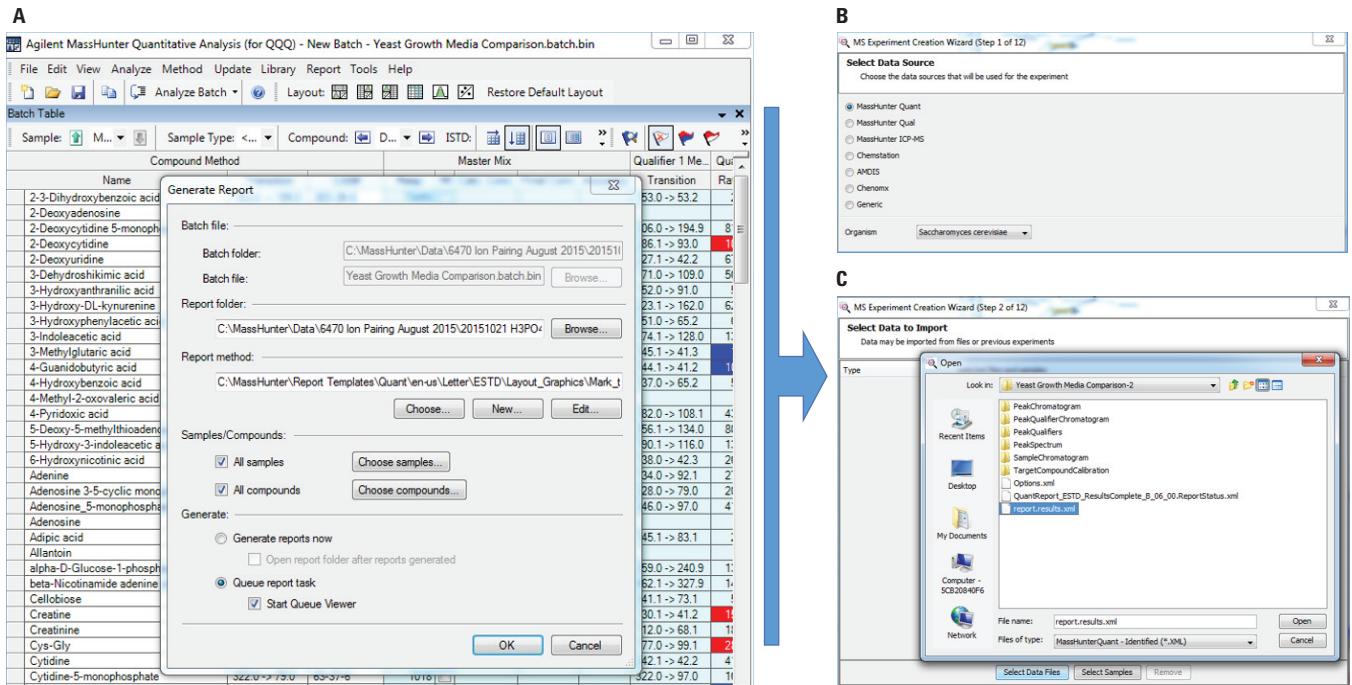 A
Agilent MassHunter Quantitative Analysis (for QQQ) - New Batch - Yeast Growth Media Comparison.batch.bin
File Edit View Analyze Method Update Library Report Tools Help
Analyze Batch Layout: Restore Default Layout
Batch Table
Sample: M... Sample Type: <... Compound: D... ISTD:
Compound Method Master Mix Qualifier 1 Me...
Name Transition
2-3-Dihydroxybenzoic acid 53.0 -> 53.2
2-Deoxyadenosine
2-Deoxycytidine 5-monoph 06.0 -> 194.9
2-Deoxycytidine 86.1 -> 93.0
2-Deoxyuridine 27.1 -> 42.2
3-Dehydroshikimic acid 71.0 -> 109.0
3-Hydroxyanthranilic acid 52.0 -> 91.0
3-Hydroxy-DL-kynurenine 23.1 -> 162.0
3-Hydroxyphenylacetic aci 51.0 -> 65.2
3-Indoleacetic acid 74.1 -> 128.0
3-Methylglutaric acid 45.1 -> 41.3
4-Guanidobutyric acid 44.1 -> 41.2
4-Hydroxybenzoic acid 37.0 -> 65.2
4-Methyl-2-oxovaleric acid
4-Pyridoxic acid 82.0 -> 108.1
5-Deoxy-5-methylthioadeno 56.1 -> 134.0
5-Hydroxy-3-indoleacetic a 90.1 -> 116.0
6-Hydroxynicotinic acid 38.0 -> 42.3
Adenine 34.0 -> 92.1
Adenosine 3-5-cyclic mono 28.0 -> 79.0
Adenosine_5-monophospha 46.0 -> 97.0
Adenosine
Adipic acid 45.1 -> 83.1
Allantoin
alpha-D-Glucose-1-phosph 59.0 -> 240.9
beta-Nicotinamide adenine 62.1 -> 327.9
Cellobiose 41.1 -> 73.1
Creatine 30.1 -> 41.2
Creatinine 12.0 -> 68.1
Cys-Gly 77.0 -> 99.1
Cytidine 42.1 -> 42.2
Cytidine-5-monophosphate 322.0 -> 79.0 63-37-6 1018 322.0 -> 97.0
Generate Report
Batch file:
Batch folder: C:\MassHunter\Data\6470 Ion Pairing August 2015\201510
Batch file: Yeast Growth Media Comparison.batch.bin Browse...
Report folder:
C:\MassHunter\Data\6470 Ion Pairing August 2015\20151021 H3PO4 Browse...
Report method:
C:\MassHunter\Report Templates\Quant\en-us\Letter\ESTD\Layout_Graphics\Mark_t
Choose... New... Edit...
Samples/Compounds:
All samples Choose samples...
All compounds Choose compounds...
Generate:
Generate reports now
Open report folder after reports generated
Queue report task
Start Queue Viewer
OK Cancel
B
MS Experiment Creation Wizard (Step 1 of 12)
Select Data Source
Choose the data sources that will be used for the experiment
MassHunter Quant
MassHunter Qual
MassHunter ICP-MS
Chemstation
AMDIS
Chenomx
Generic
Organism Saccharomyces cerevisiae
C
MS Experiment Creation Wizard (Step 2 of 12)
Select Data to Import
Data may be imported from files or previous experiments
Type
Open
Look in: Yeast Growth Media Comparison-2
Recent Items
Desktop
My Documents
Computer - SCB20840F6
Network
PeakChromatogram
PeakQualifierChromatogram
PeakQualifiers
PeakSpectrum
SampleChromatogram
TargetCompoundCalibration
Options.xml
QuantReport_ESTD_ResultsComplete_B_06_00.ReportStatus.xml
report.results.xml
File name: report.results.xml Open
Files of type: MassHunterQuant - Identified (*.XML) Cancel
Select Data Files Select Samples Remove